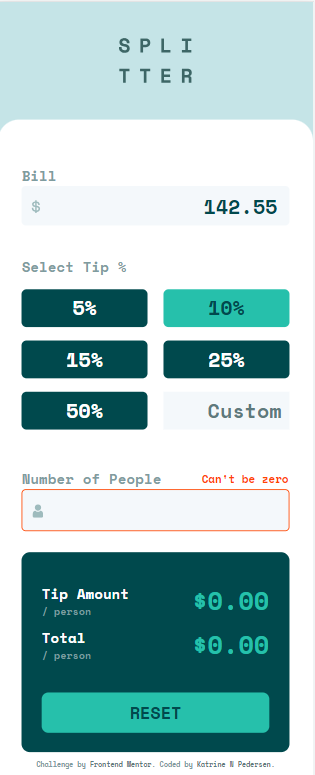 SPLI
TTER
Bill
$ 142.55
Select Tip %
5% 10%
15% 25%
50% Custom
Number of People Can't be zero
Tip Amount
/ person $0.00
Total
/ person $0.00
RESET
Challenge by Frontend Mentor. Coded by Katrine N Pedersen.